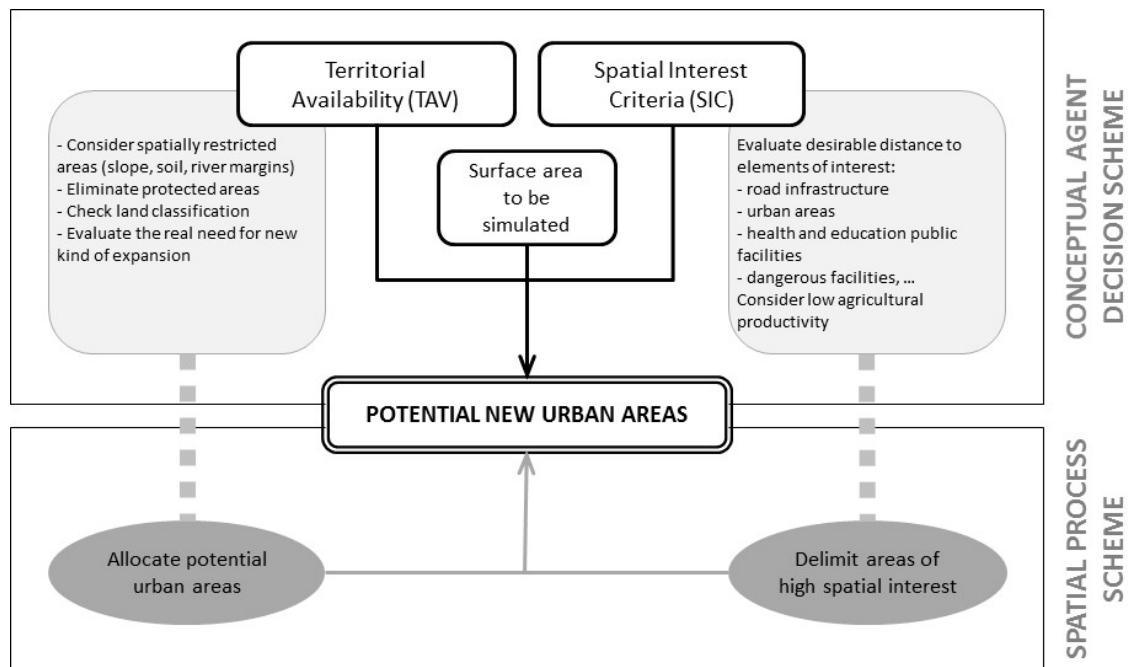 Territorial
Availability (TAV)
Spatial Interest
Criteria (SIC)
- Consider spatially restricted
areas (slope, soil, river margins)
- Eliminate protected areas
- Check land classification
- Evaluate the real need for new
kind of expansion
Surface area
to be
simulated
Evaluate desirable distance to
elements of interest:
- road infrastructure
- urban areas
- health and education public
facilities
- dangerous facilities, ...
Consider low agricultural
productivity
CONCEPTUAL AGENT
DECISION SCHEME
POTENTIAL NEW URBAN AREAS
Allocate potential
urban areas
Delimit areas of
high spatial interest
SPATIAL PROCESS
SCHEME